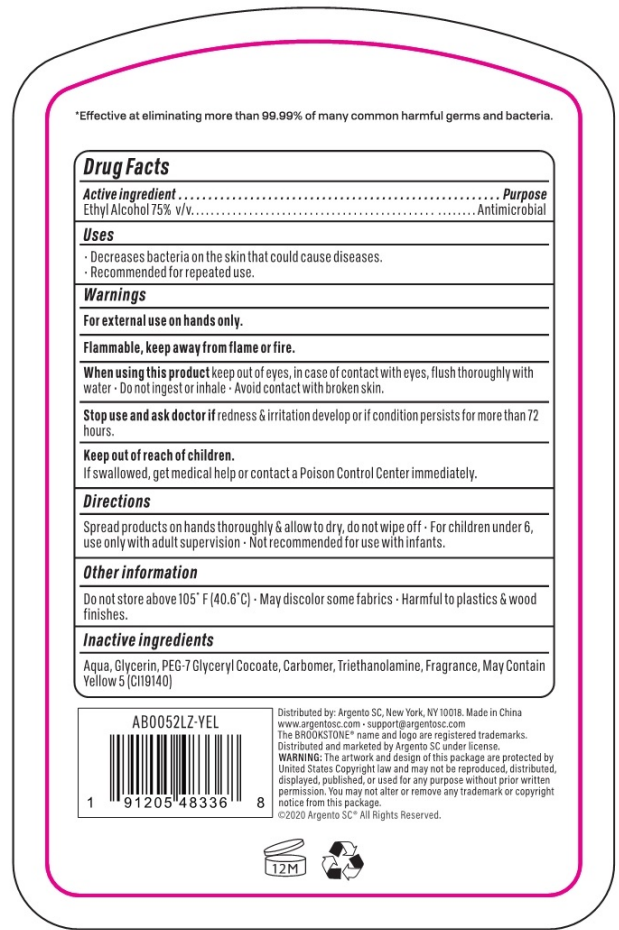 *Effective at eliminating more than 99.99% of many common harmful germs and bacteria.
Drug Facts
Active ingredient ........................................................ Purpose
Ethyl Alcohol 75% v/v........................................................ Antimicrobial
Uses
· Decreases bacteria on the skin that could cause diseases.
· Recommended for repeated use.
Warnings
For external use on hands only.
Flammable, keep away from flame or fire.
When using this product keep out of eyes, in case of contact with eyes, flush thoroughly with
water · Do not ingest or inhale · Avoid contact with broken skin.
Stop use and ask doctor if redness & irritation develop or if condition persists for more than 72
hours.
Keep out of reach of children.
If swallowed, get medical help or contact a Poison Control Center immediately.
Directions
Spread products on hands thoroughly & allow to dry, do not wipe off · For children under 6,
use only with adult supervision · Not recommended for use with infants.
Other information
Do not store above 105° F (40.6°C) · May discolor some fabrics · Harmful to plastics & wood
finishes.
Inactive ingredients
Aqua, Glycerin, PEG-7 Glyceryl Cocoate, Carbomer, Triethanolamine, Fragrance, May Contain
Yellow 5 (CI19140)
AB0052LZ-YEL
1 91205 48336 8
Distributed by: Argento SC, New York, NY 10018. Made in China
www.argentosc.com · support@argentosc.com
The BROOKSTONE® name and logo are registered trademarks.
Distributed and marketed by Argento SC under license.
WARNING: The artwork and design of this package are protected by
United States Copyright law and may not be reproduced, distributed,
displayed, published, or used for any purpose without prior written
permission. You may not alter or remove any trademark or copyright
notice from this package.
©2020 Argento SC® All Rights Reserved.
12M